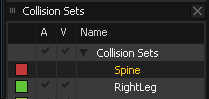 Collision Sets
A V Name
Collision Sets
Spine
RightLeg